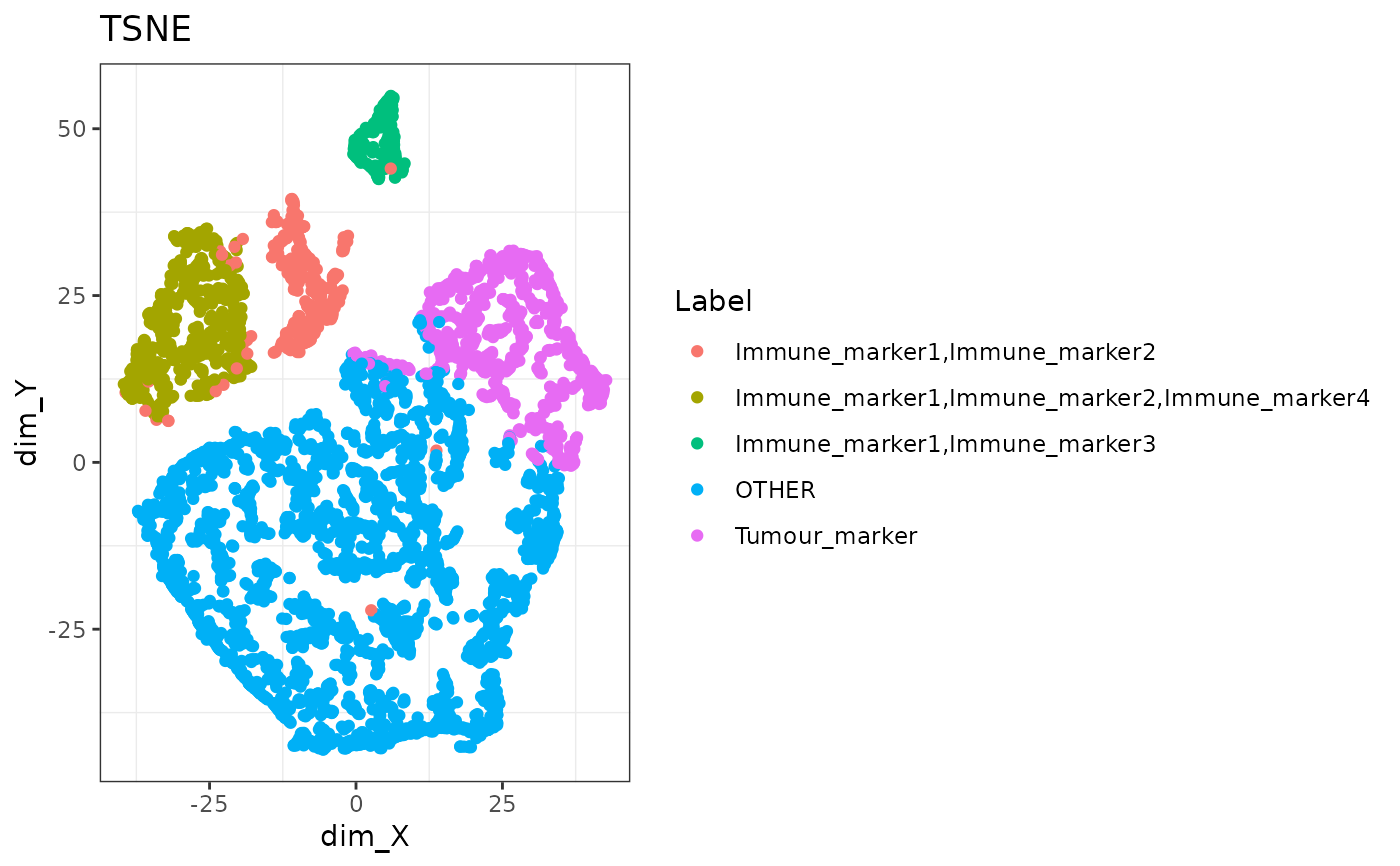 TSNE
50
25
0
-25
dim_Y
-25
0
25
dim_X
Label
Immune_marker1,Immune_marker2
Immune_marker1,Immune_marker2,Immune_marker4
Immune_marker1,Immune_marker3
OTHER
Tumour_marker